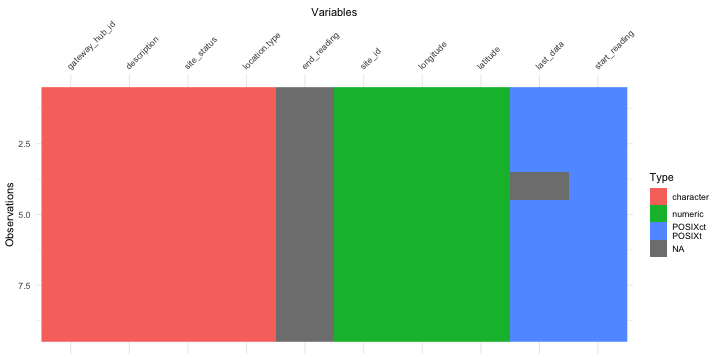 Variables
gateway_hub_id
description
site_status
location.type
end_reading
site_id
longitude
latitude
last_data
start_reading
Observations
2.5
5.0
7.5
Type
character
numeric
POSIXct
POSIXt
NA